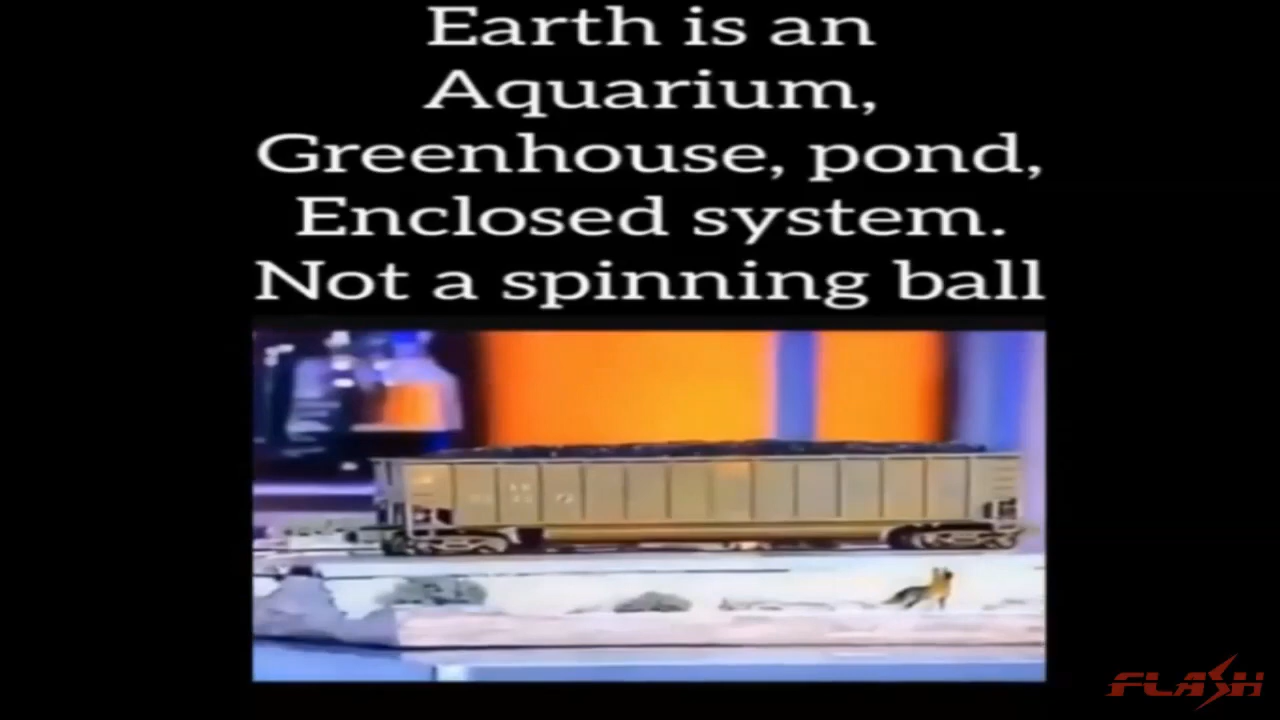 Earth is an
Aquarium,
Greenhouse, pond,
Enclosed system.
Not a spinning ball
FLASH